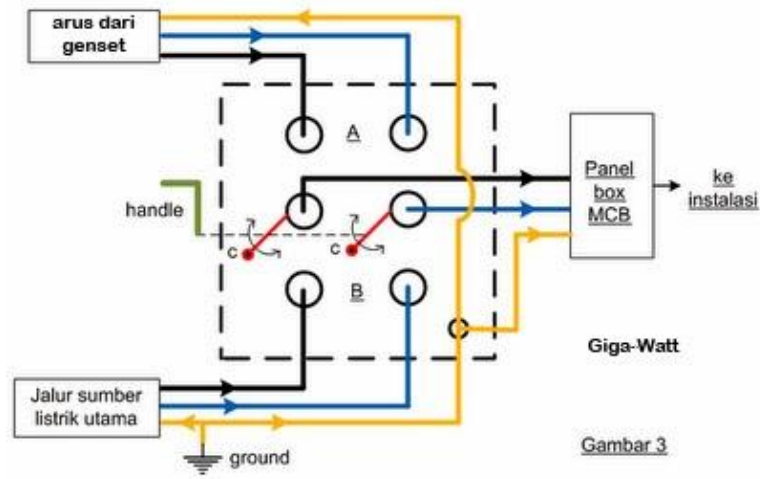 arus dari
genset
A
Panel
box
MCB
ke
instalasi
handle
C
C
B
Giga-Watt
Jalur sumber
listrik utama
ground
Gambar 3